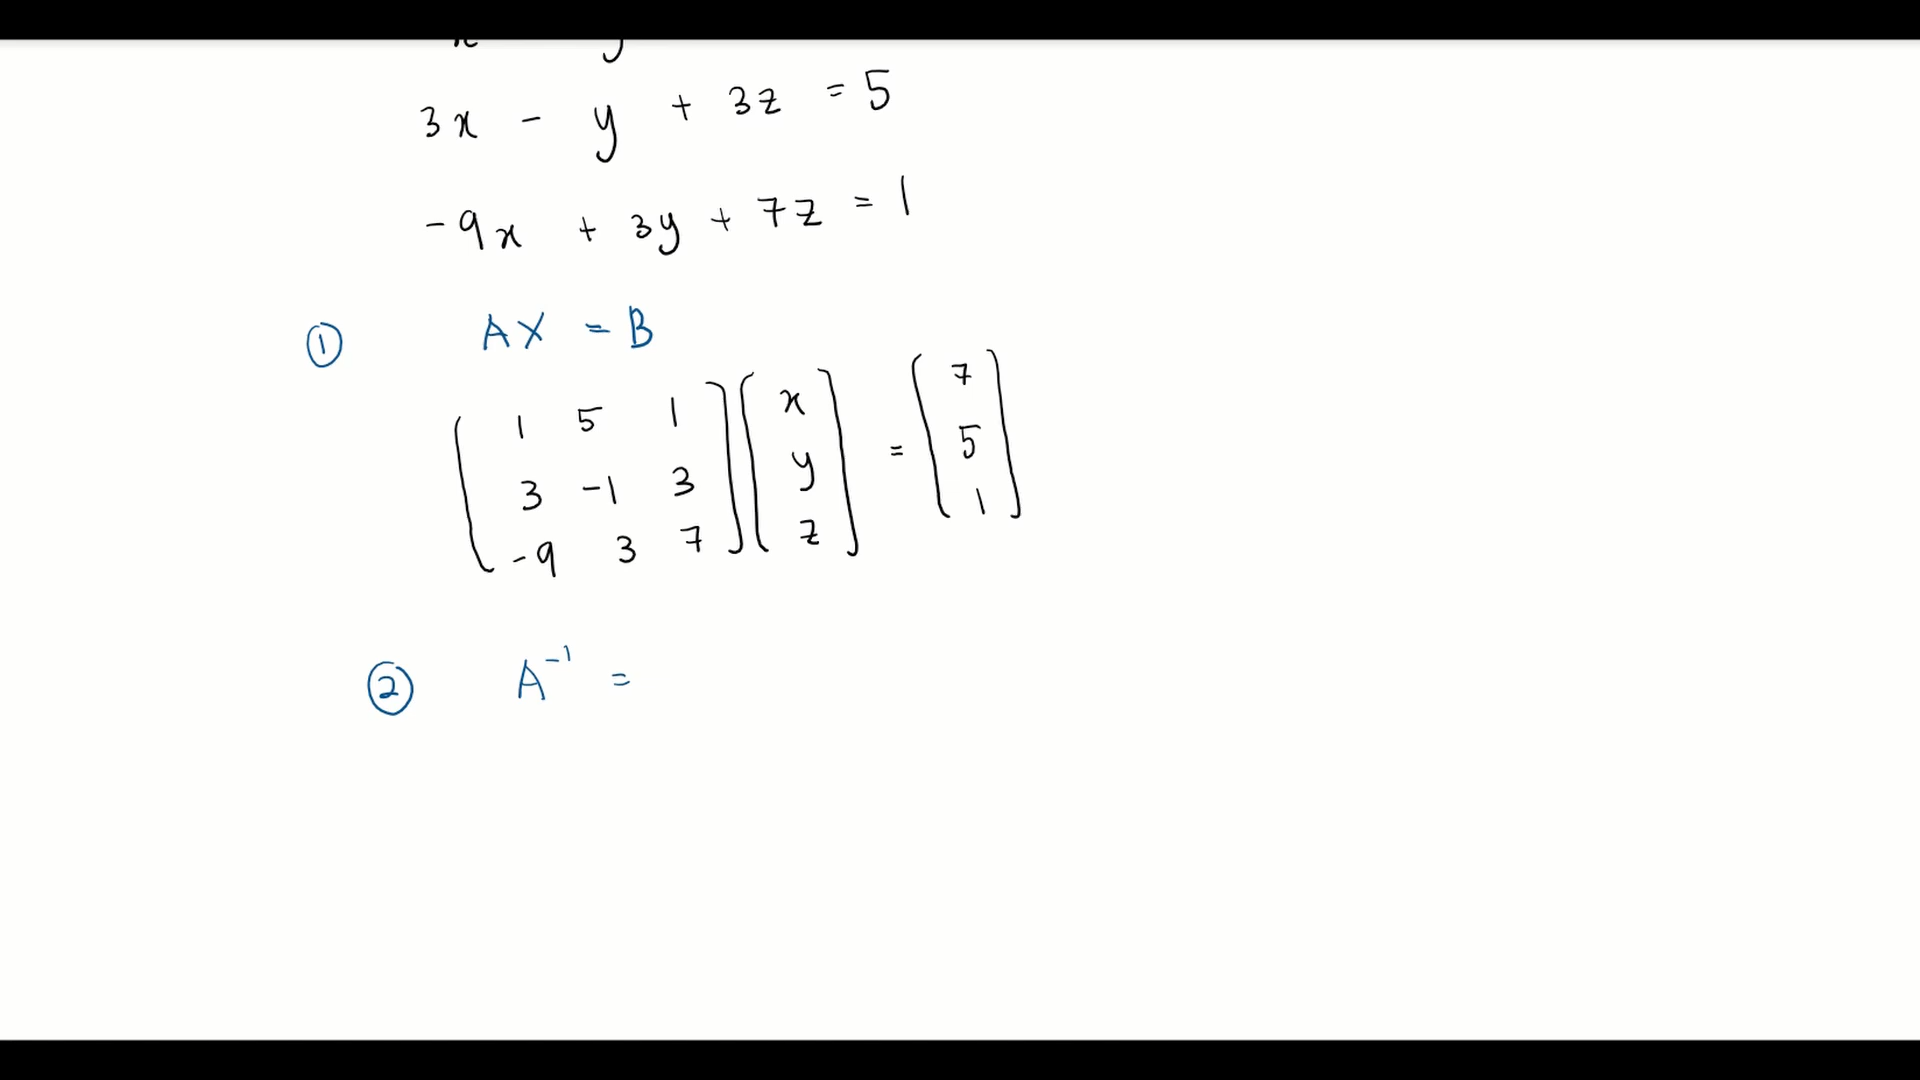 3x - y + 3z = 5
-9x + 3y + 7z = 1
① AX = B
[1 5 1] [x] = [7]
[3 -1 3] [y] [5]
[-9 3 7] [z] [1]
② A⁻¹ =